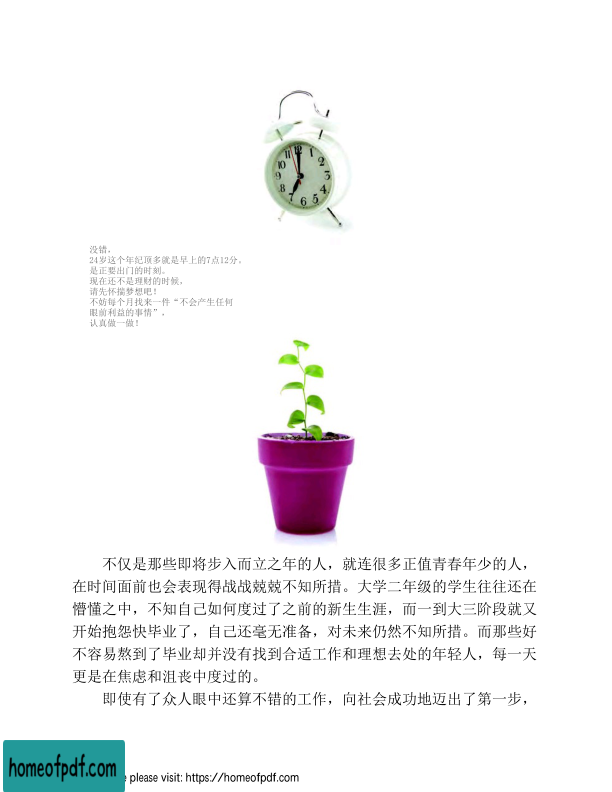 12
1
2
3
4
5
6
7
8
9
10
11
没错,
24岁这个年纪顶多就是早上的7点12分,
是正要出门的时刻。
现在还不是理财的时候,
请先怀揣梦想吧!
不妨每个月找来一件“不会产生任何
眼前利益的事情”,
认真做一做!
不仅是那些即将步入而立之年的人，就连很多正值青春年少的人，
在时间面前也会表现得战战兢兢不知所措。大学二年级的学生往往还在
懵懂之中，不知自己如何度过了之前的新生生涯，而一到大三阶段就又
开始抱怨快毕业了，自己还毫无准备，对未来仍然不知所措。而那些好
不容易熬到了毕业却并没有找到合适工作和理想去处的年轻人，每一天
更是在焦虑和沮丧中度过的。
即使有了众人眼中还算不错的工作，向社会成功地迈出了第一步，
homeofpdf.com
please visit: https://homeofpdf.com